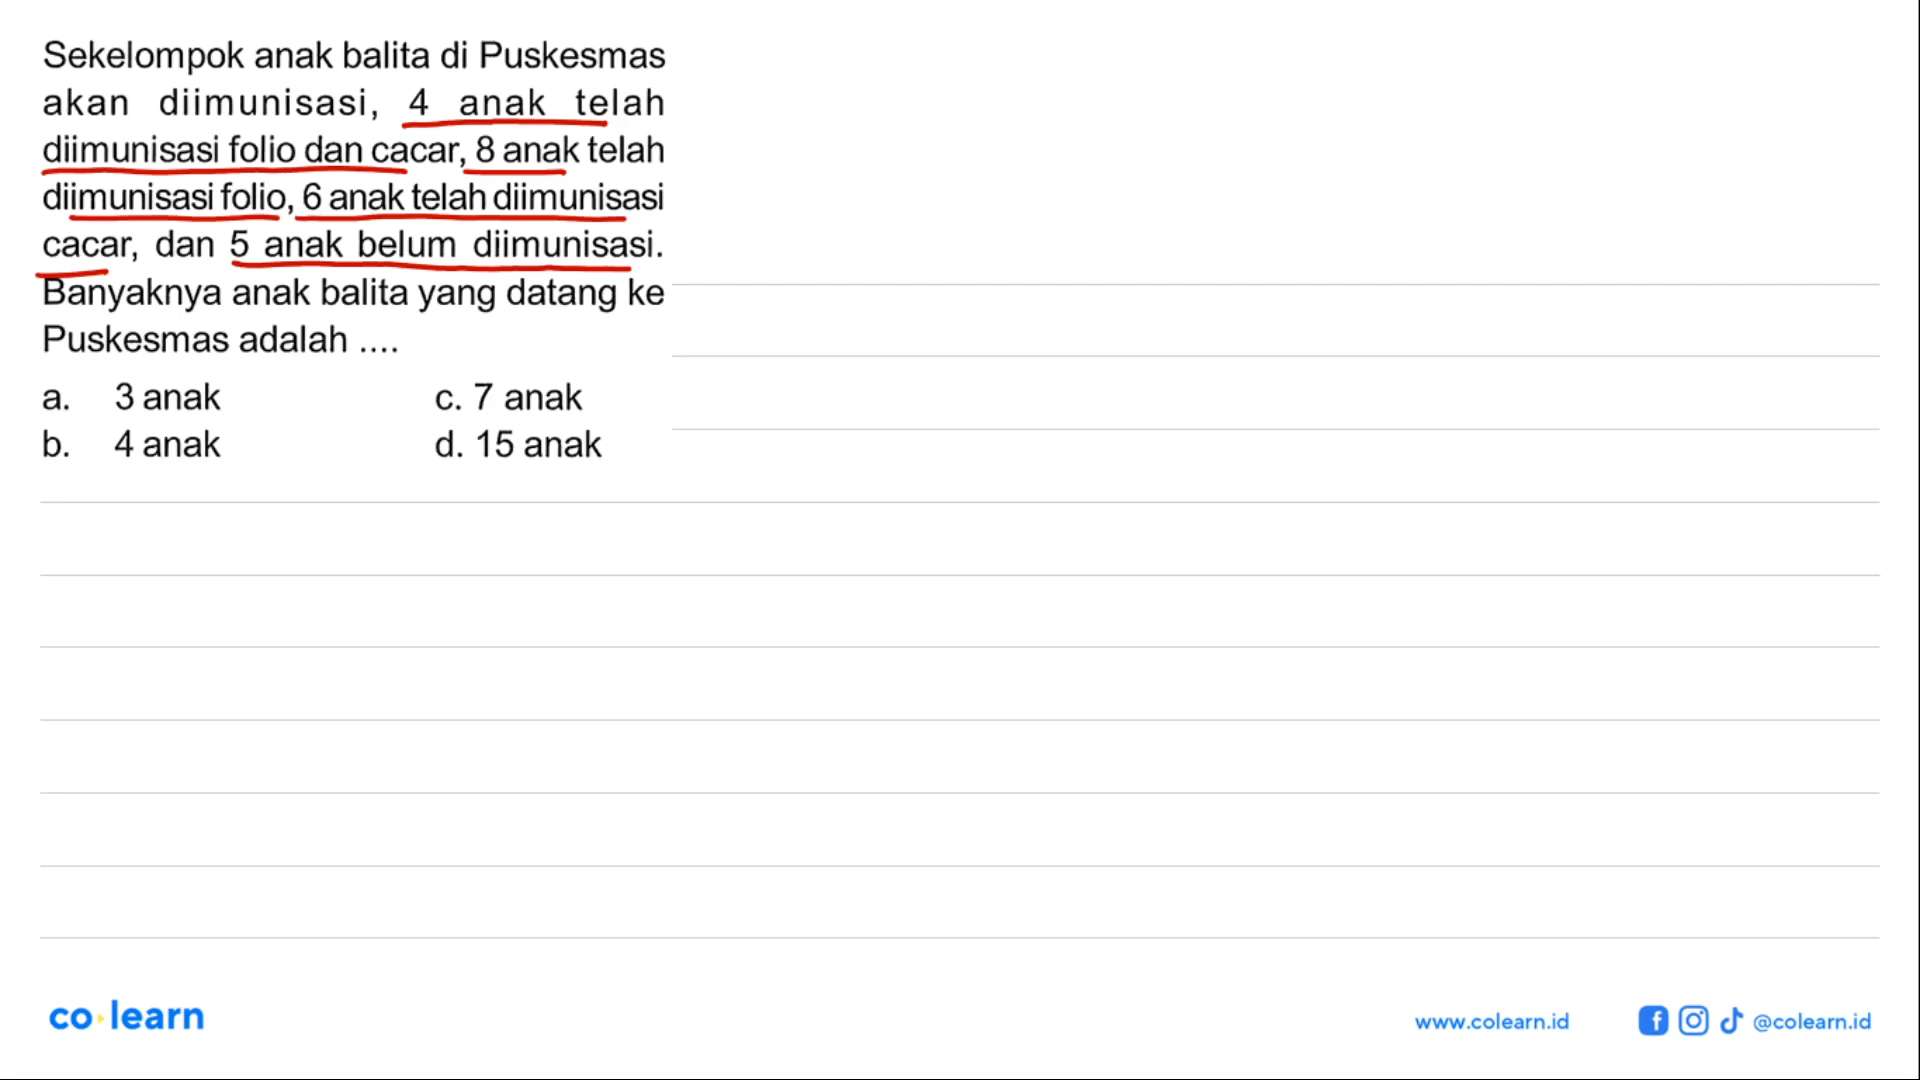 Sekelompok anak balita di Puskesmas
akan diimunisasi, 4 anak telah
diimunisasi folio dan cacar, 8 anak telah
diimunisasi folio, 6 anak telah diimunisasi
cacar, dan 5 anak belum diimunisasi.
Banyaknya anak balita yang datang ke
Puskesmas adalah ....
a. 3 anak c. 7 anak
b. 4 anak d. 15 anak
co learn www.colearn.id @colearn.id